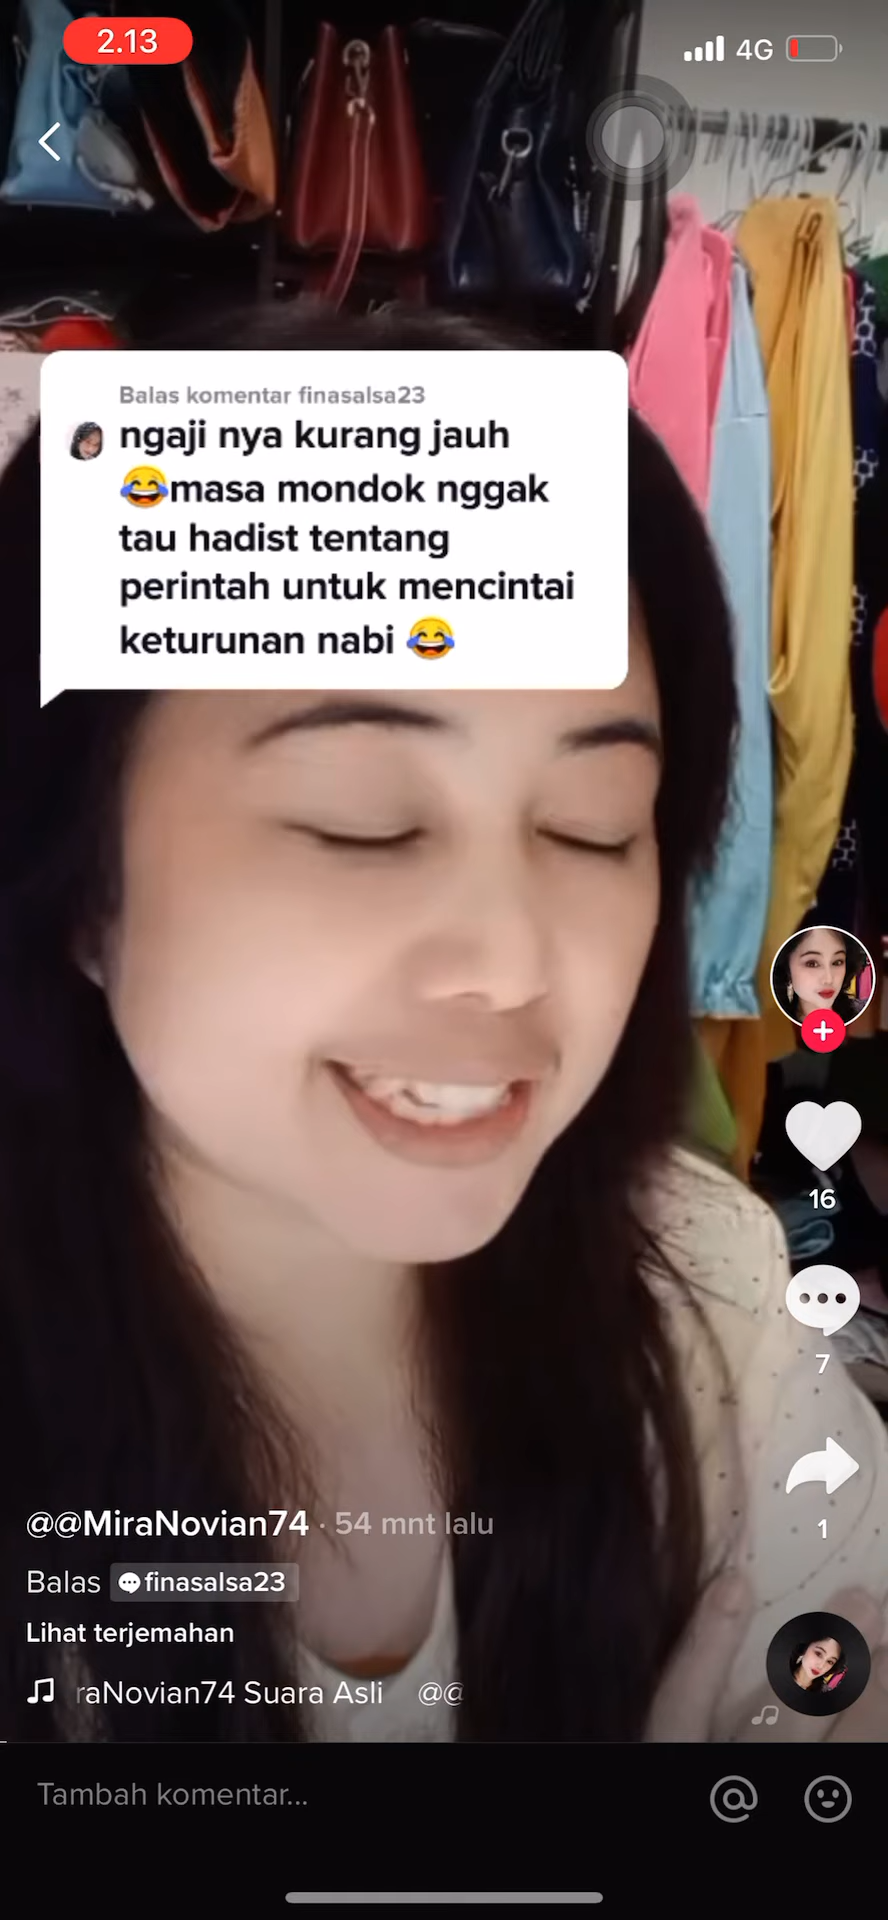 2.13
4G
Balas komentar finasalsa23
ngaji nya kurang jauh
😂masa mondok nggak
tau hadist tentang
perintah untuk mencintai
keturunan nabi 😂
16
7
1
@@MiraNovian74 · 54 mnt lalu
Balas finasalsa23
Lihat terjemahan
raNovian74 Suara Asli @@
Tambah komentar...